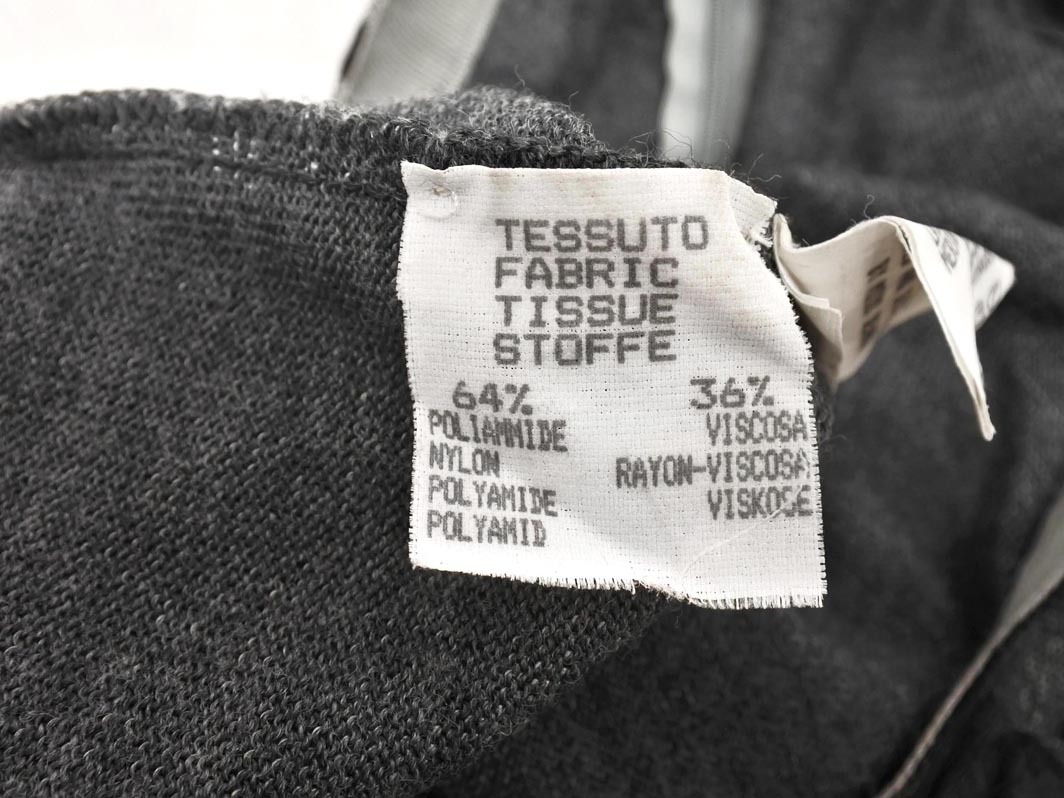 TESSUTO
FABRIC
TISSUE
STOFFE
64% 36%
POLIAMMIDE VISCOSA
NYLON RAYON-VISCOSA
POLYAMIDE VISKOSE
POLYAMID